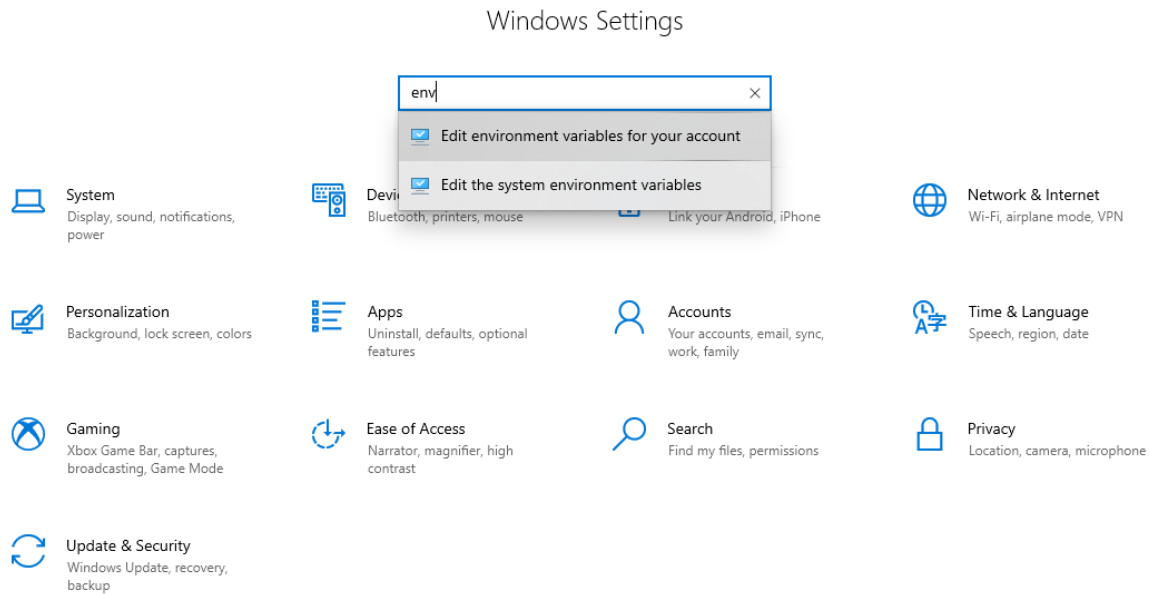 Windows Settings
env
Edit environment variables for your account
Edit the system environment variables
System
Display, sound, notifications,
power
Bluetooth, printers, mouse
Link your Android, iPhone
Network & Internet
Wi-Fi, airplane mode, VPN
Personalization
Background, lock screen, colors
Apps
Uninstall, defaults, optional
features
Accounts
Your accounts, email, sync,
work, family
Time & Language
Speech, region, date
Gaming
Xbox Game Bar, captures,
broadcasting, Game Mode
Ease of Access
Narrator, magnifier, high
contrast
Search
Find my files, permissions
Privacy
Location, camera, microphone
Update & Security
Windows Update, recovery,
backup